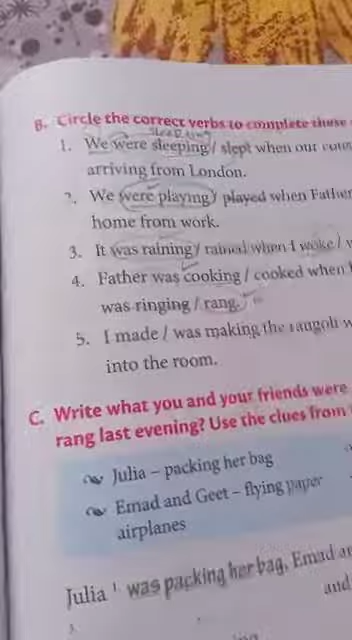 B. Circle the correct verbs to complete these
sleeping
1. We were sleeping / slept when our
arriving from London.
2. We were playing / played when Father
home from work.
3. It was raining / rained when I woke /
4. Father was cooking / cooked when
was ringing / rang.
5. I made / was making the rangoli
into the room.
C. Write what you and your friends were
rang last evening? Use the clues from
Julia – packing her bag
Emad and Geet – flying paper
airplanes
Julia 1. was packing her bag. Emad
and